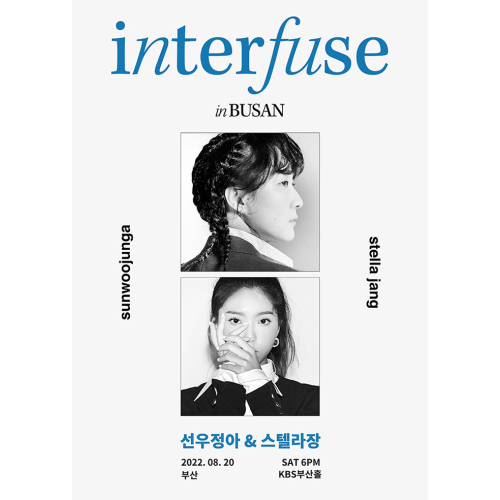 interfuse
in BUSAN
sunwoojunga
stella jang
선우정아 & 스텔라장
2022. 08. 20 SAT 6PM
부산 KBS부산홀